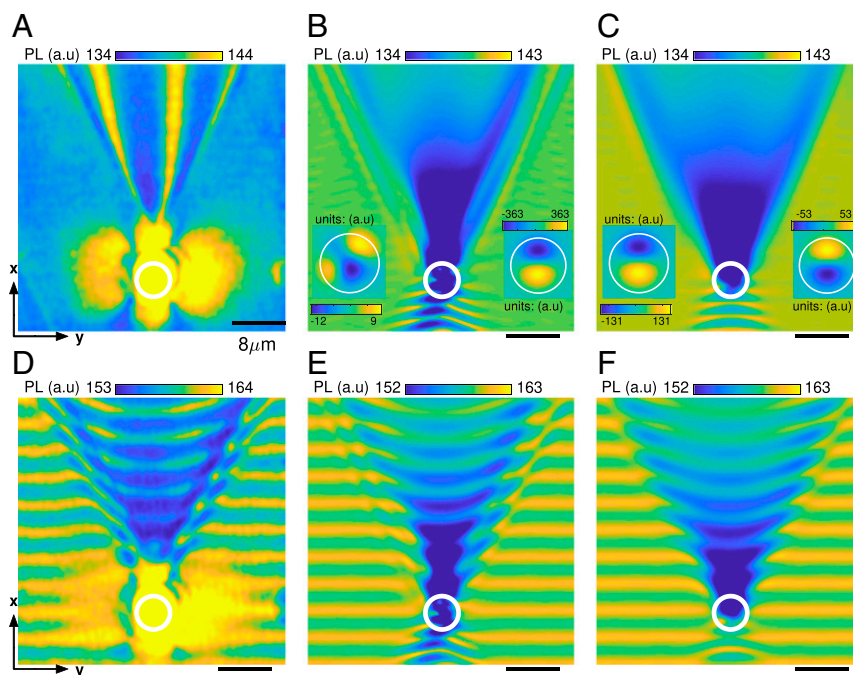 A B C
PL (a.u) 134 144 PL (a.u) 134 143 PL (a.u) 134 143
-363 363 -53 53
units: (a.u) units: (a.u)
units: (a.u) units: (a.u)
-12 9 -131 131
x
y
8μm
D E F
PL (a.u) 153 164 PL (a.u) 152 163 PL (a.u) 152 163
x
y